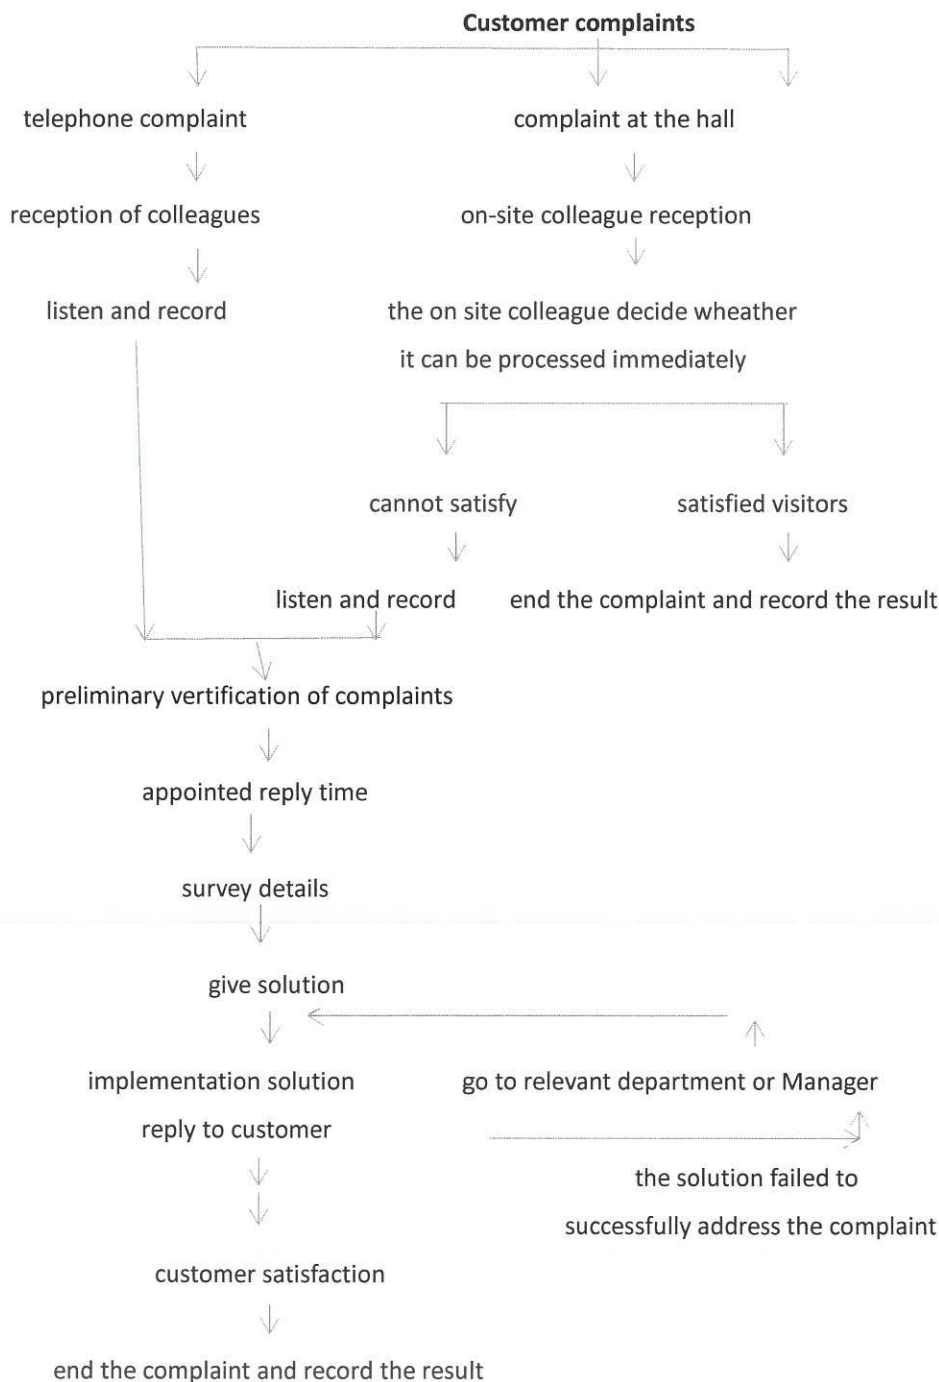 Customer complaints
telephone complaint
complaint at the hall
reception of colleagues
on-site colleague reception
listen and record
the on site colleague decide wheather
it can be processed immediately
cannot satisfy
satisfied visitors
listen and record
end the complaint and record the result
preliminary vertification of complaints
appointed reply time
survey details
give solution
implementation solution
go to relevant department or Manager
reply to customer
the solution failed to
successfully address the complaint
customer satisfaction
end the complaint and record the result